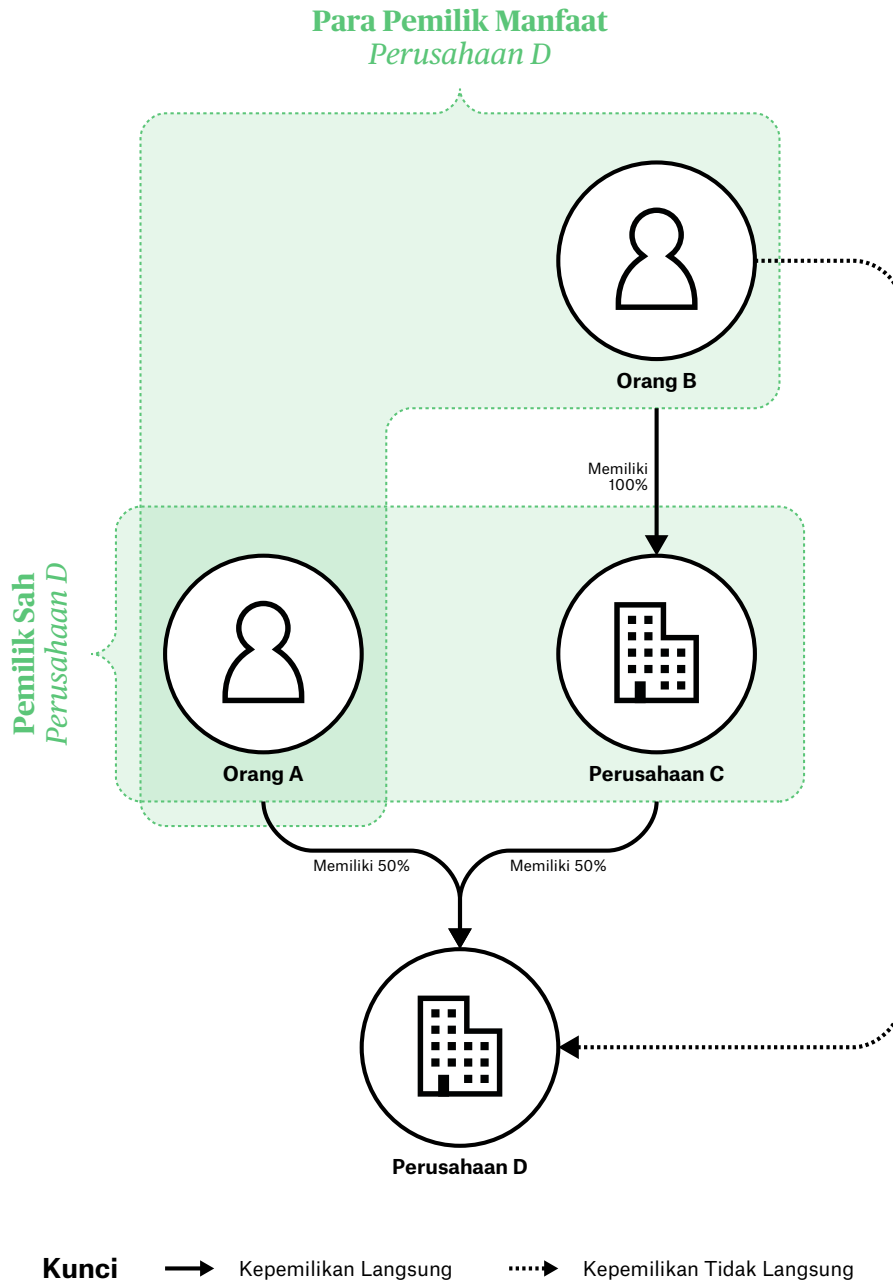 Para Pemilik Manfaat
Perusahaan D
Orang B
Memiliki
100%
Pemilik Sah
Perusahaan D
Orang A
Perusahaan C
Memiliki 50%
Memiliki 50%
Perusahaan D
Kunci
Kepemilikan Langsung
Kepemilikan Tidak Langsung